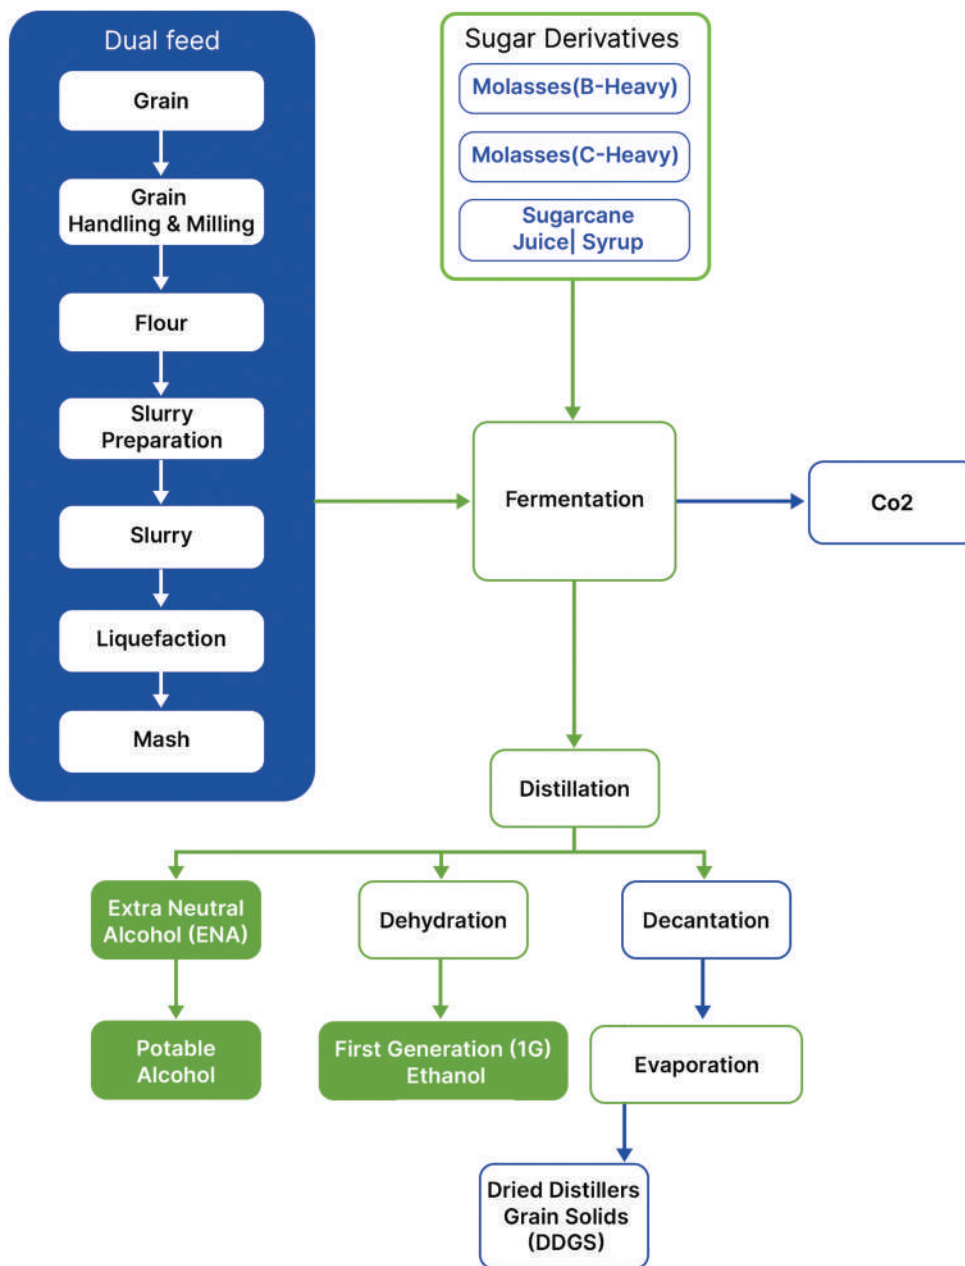 Dual feed
Grain
Grain
Handling & Milling
Flour
Slurry
Preparation
Slurry
Liquefaction
Mash
Sugar Derivatives
Molasses(B-Heavy)
Molasses(C-Heavy)
Sugarcane
Juice| Syrup
Fermentation
Co2
Distillation
Extra Neutral
Alcohol (ENA)
Dehydration
Decantation
Potable
Alcohol
First Generation (1G)
Ethanol
Evaporation
Dried Distillers
Grain Solids
(DDGS)